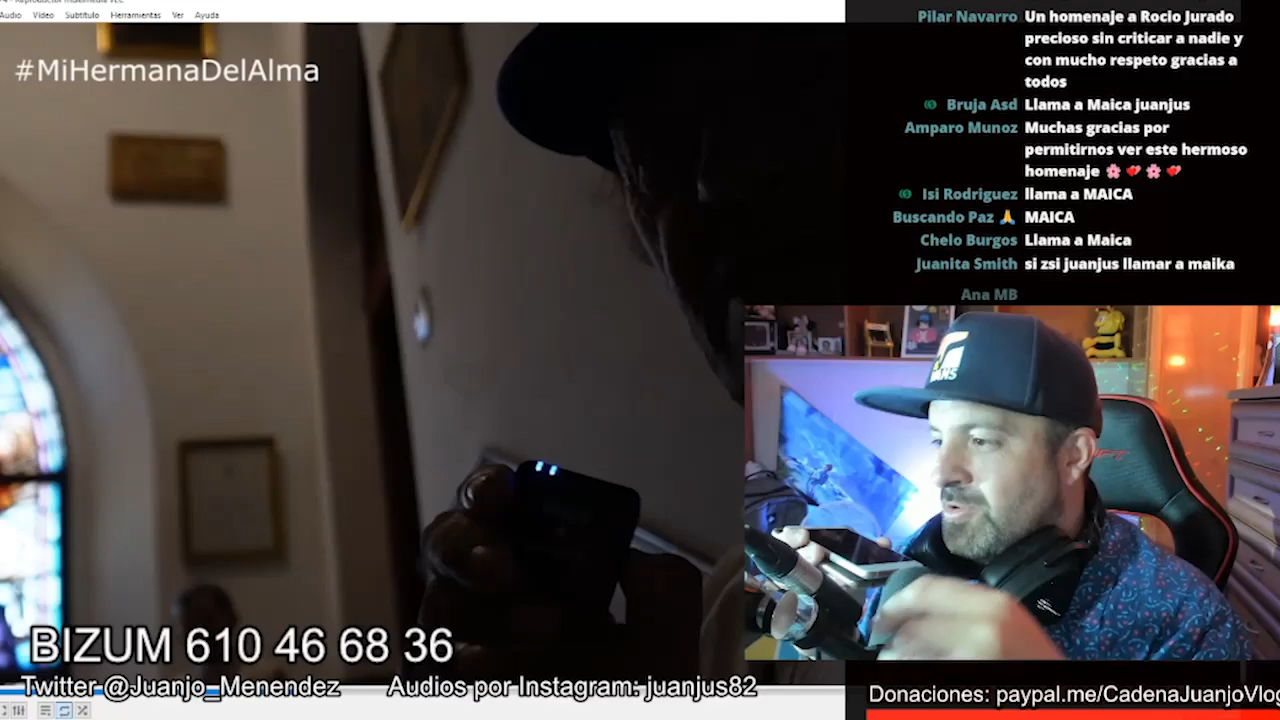 Audio Vídeo Subtítulo Herramientas Ver Ayuda
#MiHermanaDelAlma
Pilar Navarro Un homenaje a Rocio Jurado
precioso sin criticar a nadie y
con mucho respeto gracias a
todos
Bruja Asd Llama a Maica juanjus
Amparo Munoz Muchas gracias por
permitirnos ver este hermoso
homenaje 🌸 💔 🌸 💔
Isi Rodriguez llama a MAICA
Buscando Paz 🙏 MAICA
Chelo Burgos Llama a Maica
Juanita Smith si zsi juanjus llamar a maika
Ana MB
VANS
BIZUM 610 46 68 36
Twitter @Juanjo_Menendez Audios por Instagram: juanjus82
Donaciones: paypal.me/CadenaJuanjoVlog